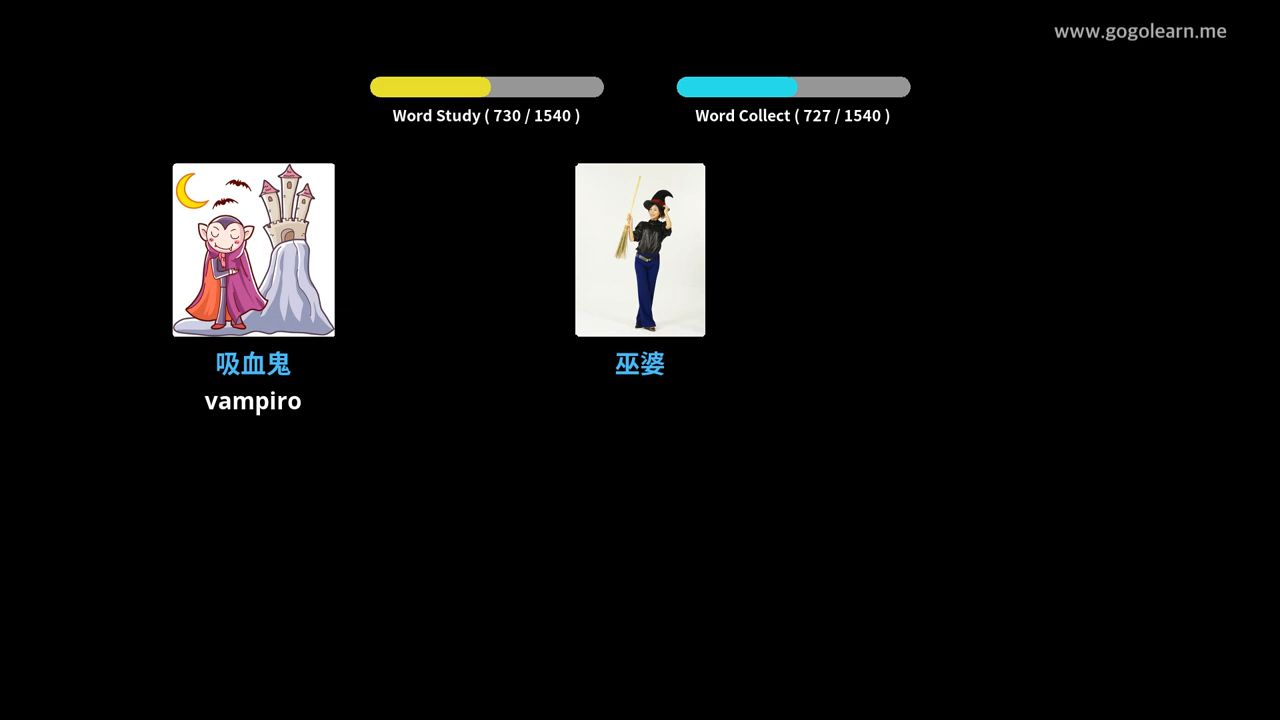 www.gogolearn.me
Word Study ( 730 / 1540 )
Word Collect ( 727 / 1540 )
吸血鬼
vampiro
巫婆